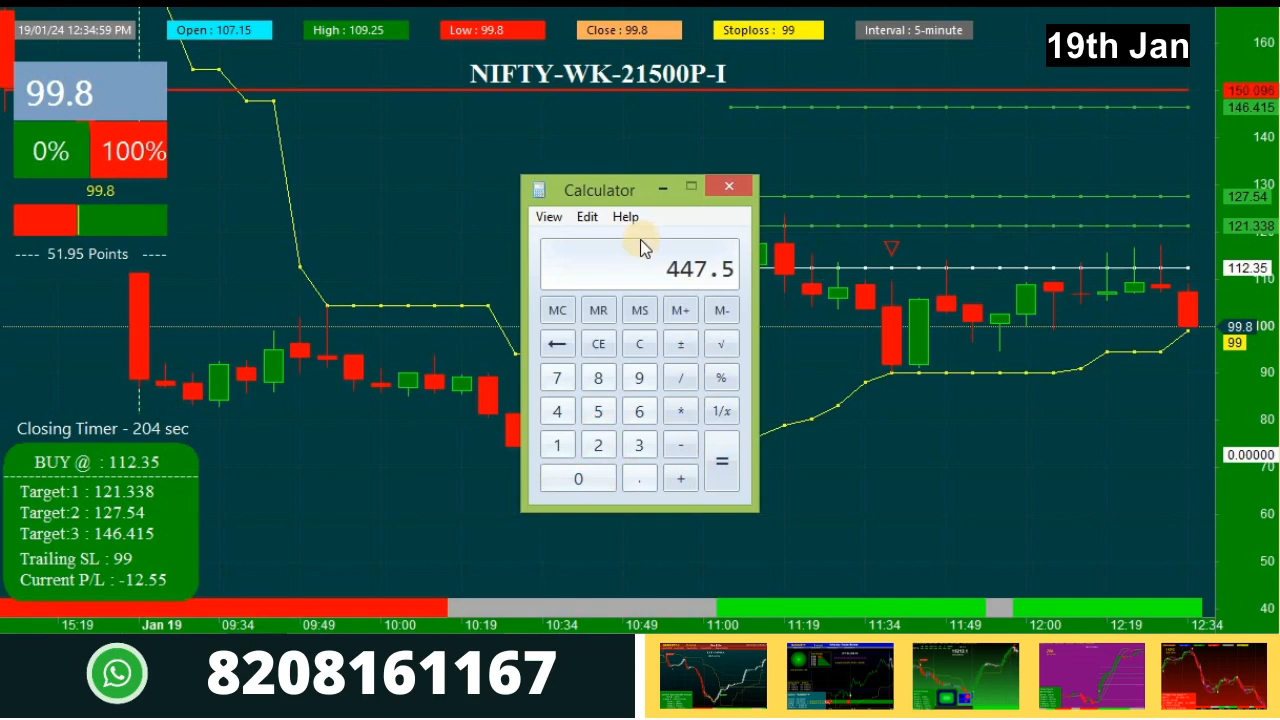 19/01/24 12:34:59 PM
Open : 107.15
High : 109.25
Low : 99.8
Close : 99.8
Stoploss : 99
Interval : 5-minute
19th Jan
NIFTY-WK-21500P-I
99.8
0%
100%
99.8
---- 51.95 Points ----
Calculator
View Edit Help
447.5
MC MR MS M+ M-
← CE C ± √
7 8 9 / %
4 5 6 * 1/x
1 2 3 - =
0 . +
160
150.096
146.415
140
130
127.54
121.338
112.35
110
99.8
100
99
90
80
0.00000
70
60
50
40
Closing Timer - 204 sec
BUY @ : 112.35
Target:1 : 121.338
Target:2 : 127.54
Target:3 : 146.415
Trailing SL : 99
Current P/L : -12.55
15:19 Jan 19 09:34 09:49 10:00 10:19 10:34 10:49 11:00 11:19 11:34 11:49 12:00 12:19 12:34
8208161167